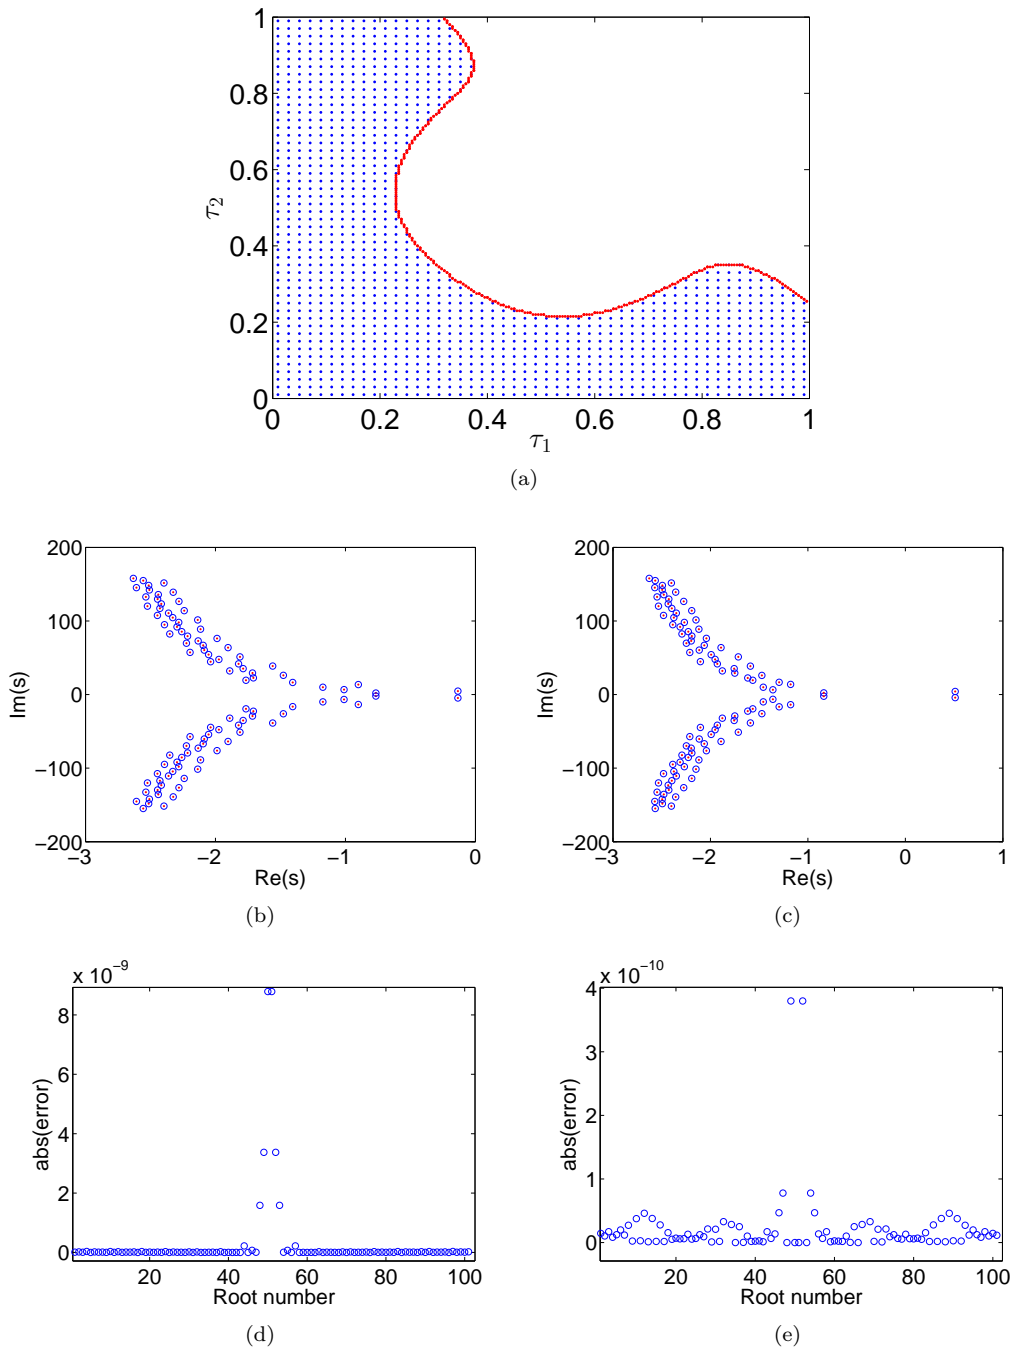 1
0.8
0.6
τ2
0.4
0.2
0
0 0.2 0.4 0.6 0.8 1
τ1
(a)
200 200
100 100
Im(s) 0 Im(s) 0
−100 −100
−200 −200
−3 −2 −1 0 −3 −2 −1 0 1
Re(s) Re(s)
(b) (c)
x 10−9 x 10−10
8 4
6 3
abs(error) abs(error)
4 2
2 1
0 0
20 40 60 80 100 20 40 60 80 100
Root number Root number
(d) (e)